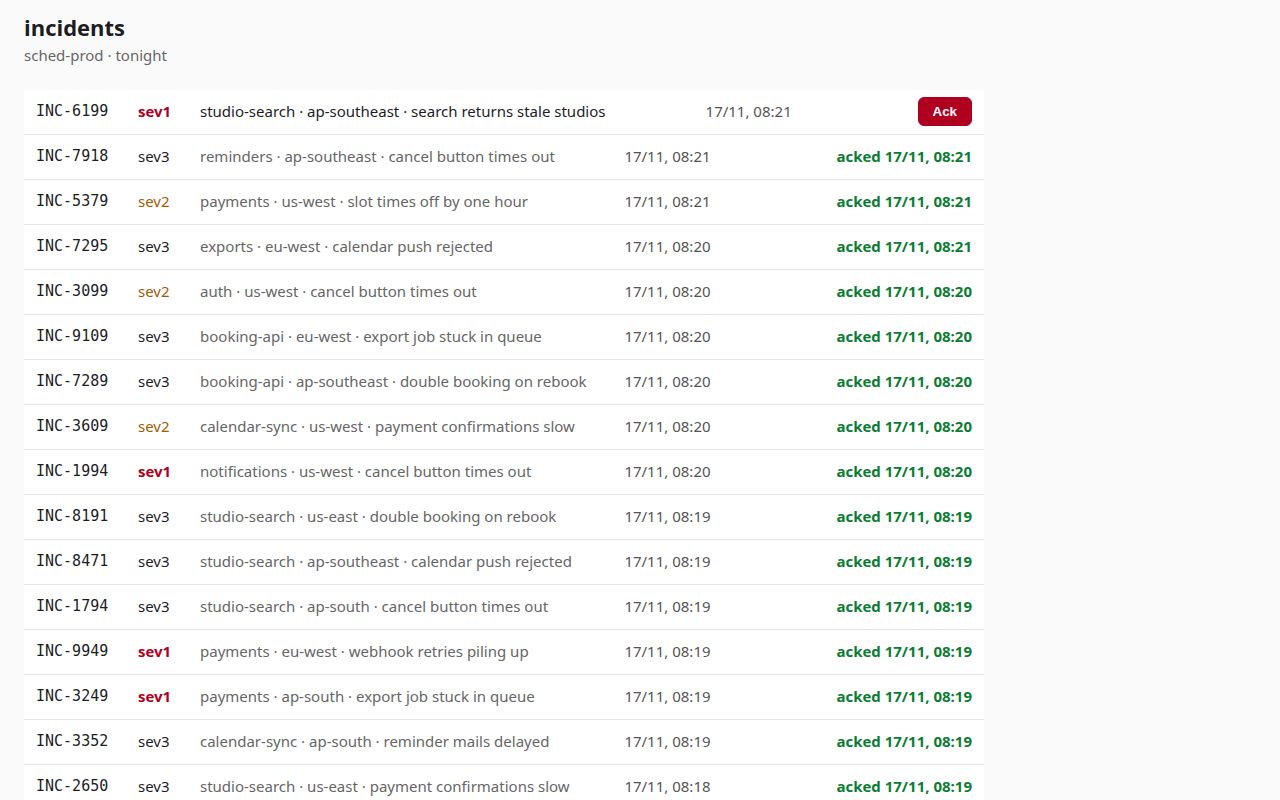 incidents
sched-prod · tonight
INC-6199 sev1 studio-search · ap-southeast · search returns stale studios 17/11, 08:21 Ack
INC-7918 sev3 reminders · ap-southeast · cancel button times out 17/11, 08:21 acked 17/11, 08:21
INC-5379 sev2 payments · us-west · slot times off by one hour 17/11, 08:21 acked 17/11, 08:21
INC-7295 sev3 exports · eu-west · calendar push rejected 17/11, 08:20 acked 17/11, 08:21
INC-3099 sev2 auth · us-west · cancel button times out 17/11, 08:20 acked 17/11, 08:20
INC-9109 sev3 booking-api · eu-west · export job stuck in queue 17/11, 08:20 acked 17/11, 08:20
INC-7289 sev3 booking-api · ap-southeast · double booking on rebook 17/11, 08:20 acked 17/11, 08:20
INC-3609 sev2 calendar-sync · us-west · payment confirmations slow 17/11, 08:20 acked 17/11, 08:20
INC-1994 sev1 notifications · us-west · cancel button times out 17/11, 08:20 acked 17/11, 08:20
INC-8191 sev3 studio-search · us-east · double booking on rebook 17/11, 08:19 acked 17/11, 08:19
INC-8471 sev3 studio-search · ap-southeast · calendar push rejected 17/11, 08:19 acked 17/11, 08:19
INC-1794 sev3 studio-search · ap-south · cancel button times out 17/11, 08:19 acked 17/11, 08:19
INC-9949 sev1 payments · eu-west · webhook retries piling up 17/11, 08:19 acked 17/11, 08:19
INC-3249 sev1 payments · ap-south · export job stuck in queue 17/11, 08:19 acked 17/11, 08:19
INC-3352 sev3 calendar-sync · ap-south · reminder mails delayed 17/11, 08:19 acked 17/11, 08:19
INC-2650 sev3 studio-search · us-east · payment confirmations slow 17/11, 08:18 acked 17/11, 08:19